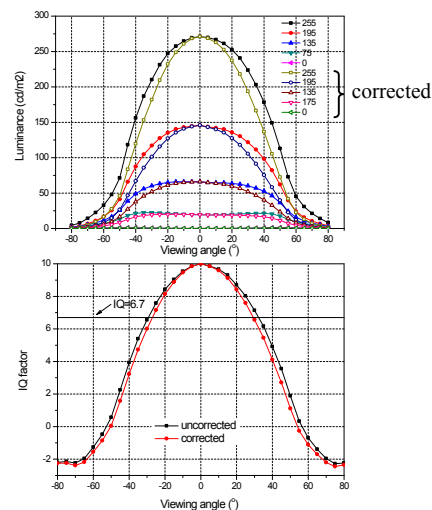 300
250
200
150
100
50
0
Luminance (cd/m2)
255
195
135
75
0
255
195
135
175
0
corrected
-80 -60 -40 -20 0 20 40 60 80
Viewing angle (°)
10
8
6
4
2
0
-2
IQ factor
IQ=6.7
uncorrected
corrected
-80 -60 -40 -20 0 20 40 60 80
Viewing angle (°)